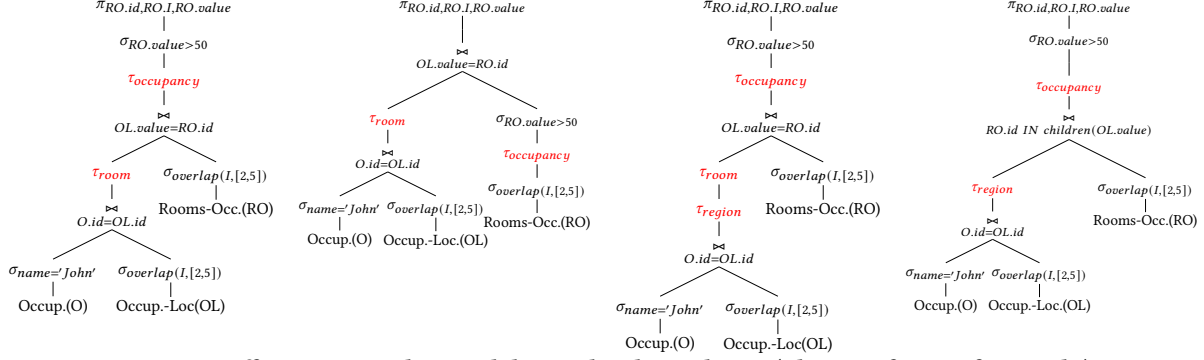 πRO.id,RO.I,RO.value
σRO.value>50
τoccupancy
⋈
OL.value=RO.id
τroom
σoverlap(I,[2,5])
⋈
Rooms-Occ.(RO)
O.id=OL.id
σname='John'
σoverlap(I,[2,5])
Occup.(O)
Occup.-Loc(OL)
πRO.id,RO.I,RO.value
⋈
OL.value=RO.id
τroom
σRO.value>50
⋈
τoccupancy
O.id=OL.id
σoverlap(I,[2,5])
σname='John'
σoverlap(I,[2,5])
Rooms-Occ.(RO)
Occup.(O)
Occup.-Loc.(OL)
πRO.id,RO.I,RO.value
σRO.value>50
τoccupancy
⋈
OL.value=RO.id
τroom
σoverlap(I,[2,5])
τregion
Rooms-Occ.(RO)
⋈
O.id=OL.id
σname='John'
σoverlap(I,[2,5])
Occup.(O)
Occup.-Loc(OL)
πRO.id,RO.I,RO.value
σRO.value>50
τoccupancy
⋈
RO.id IN children(OL.value)
τregion
σoverlap(I,[2,5])
⋈
Rooms-Occ.(RO)
O.id=OL.id
σname='John'
σoverlap(I,[2,5])
Occup.(O)
Occup.-Loc.(OL)